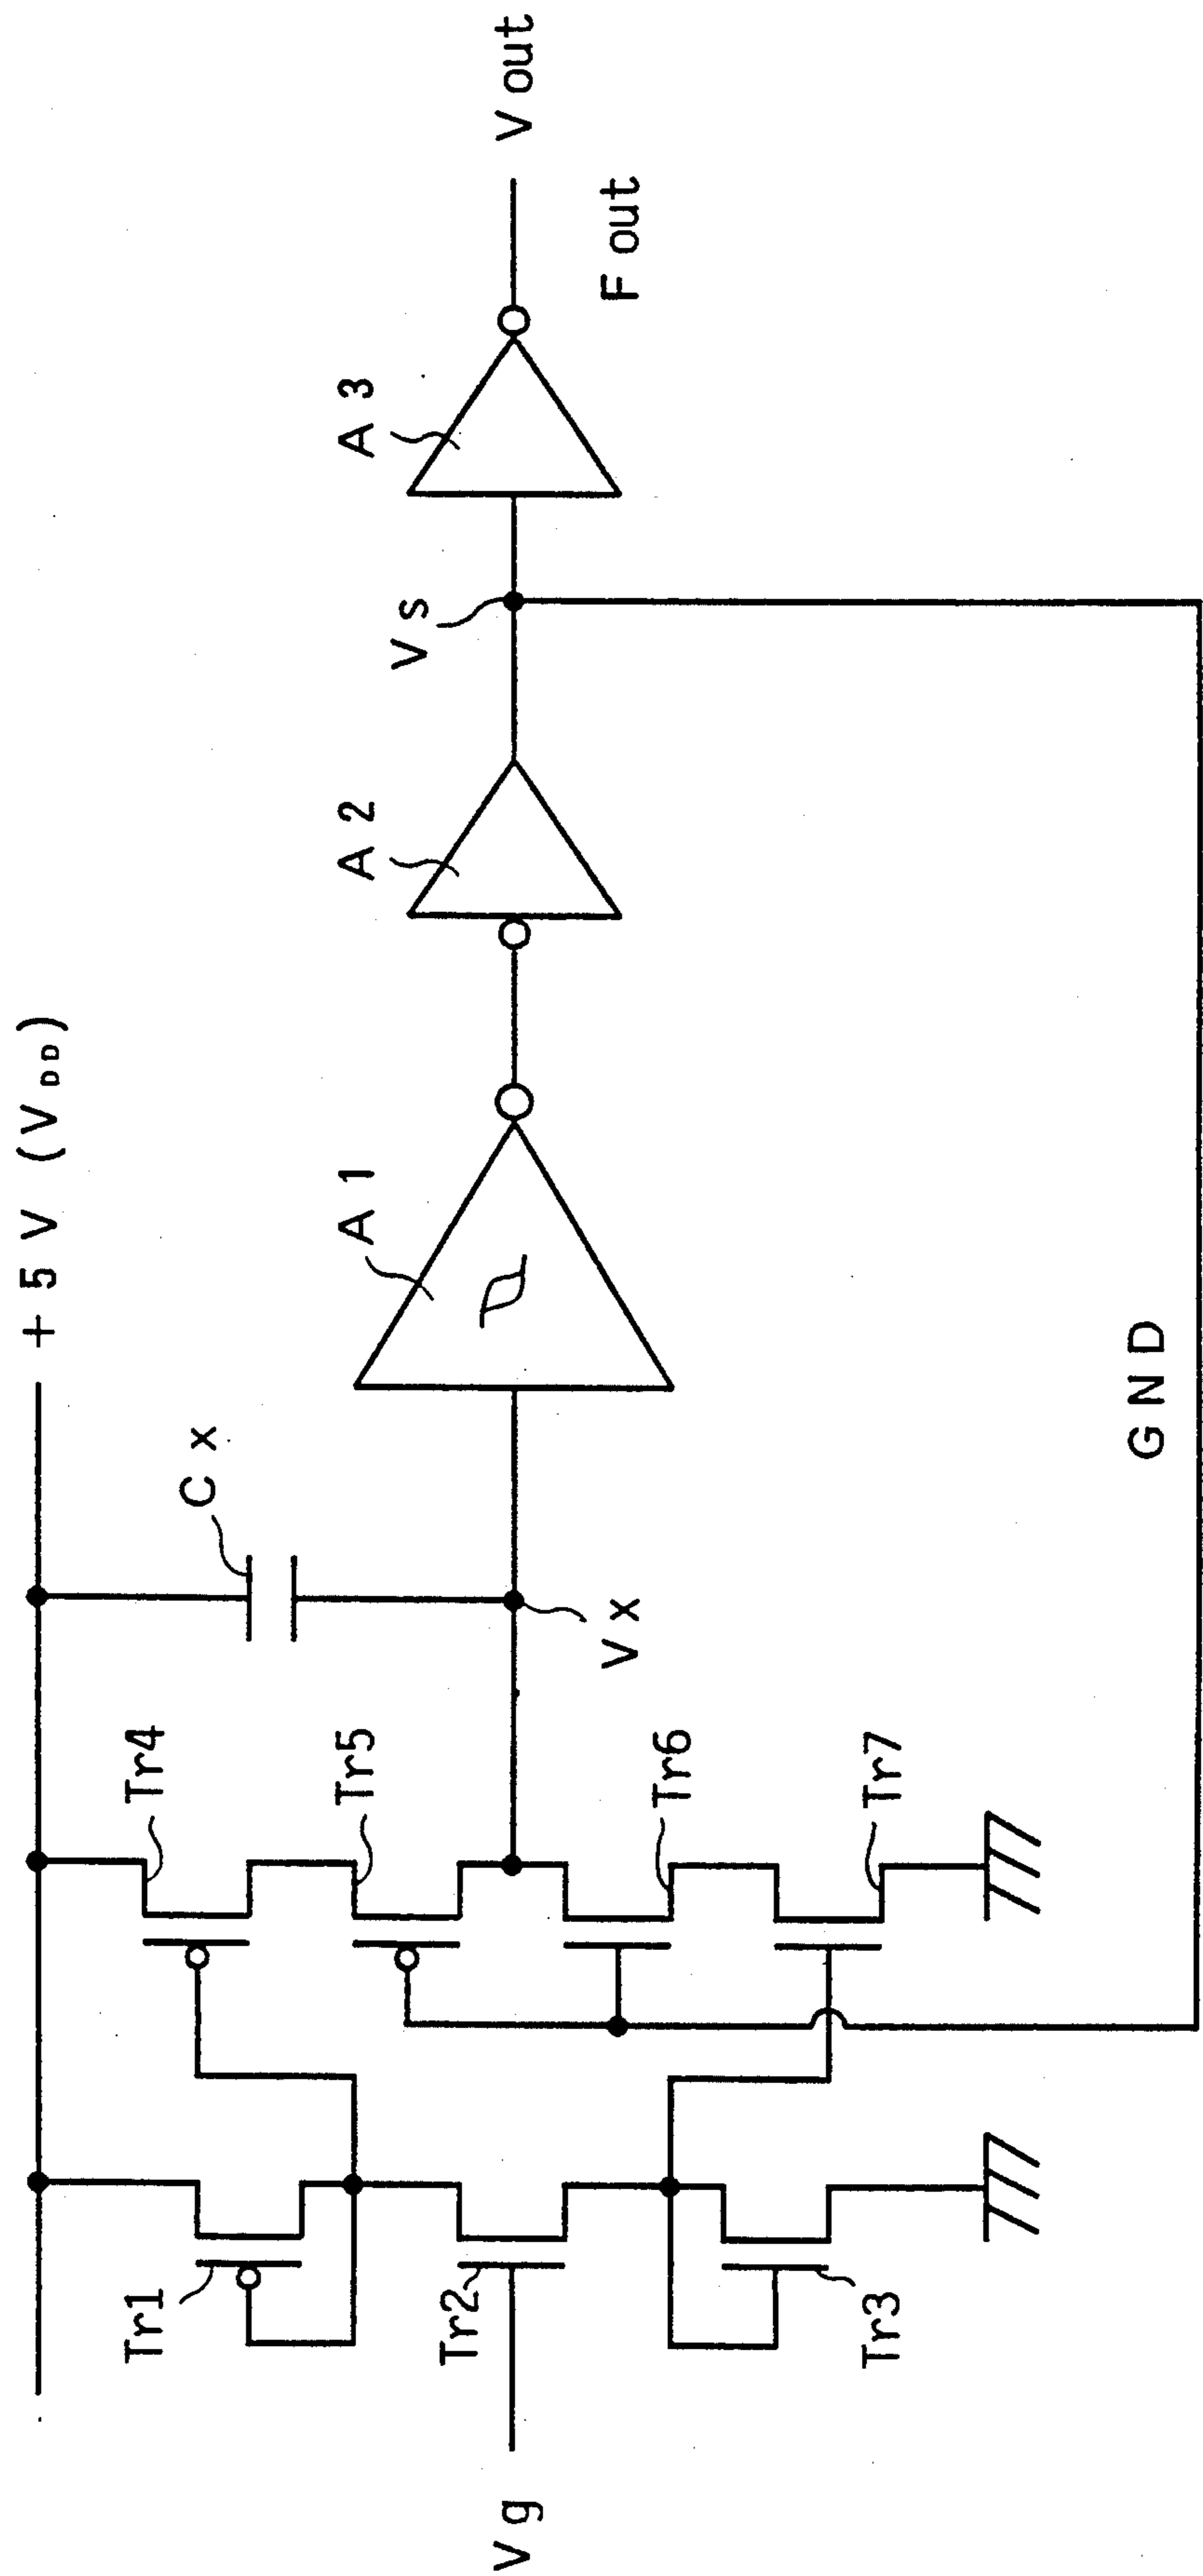 +5V (VDD)
Cx
Tr1
Tr4
Tr5
A1
A2
A3
Vs
Vg
Tr2
Vx
Vout
Fout
Tr6
Tr3
Tr7
GND